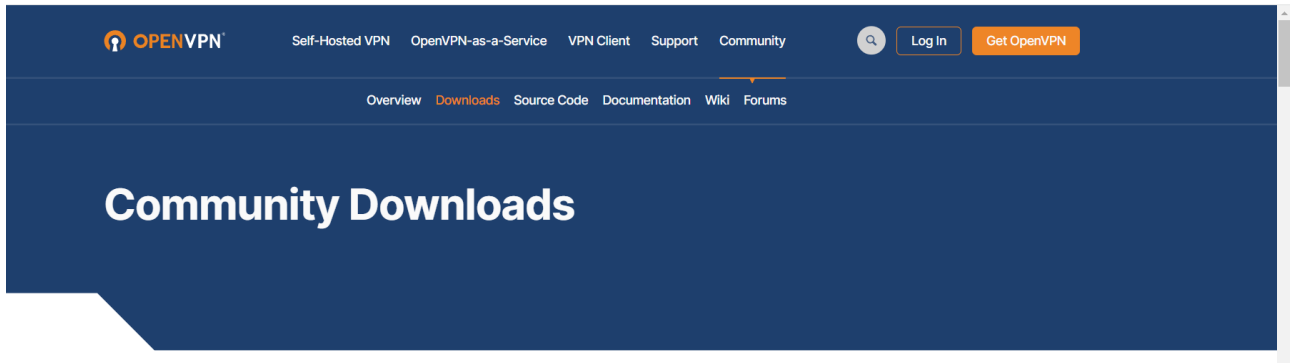 OPENVPN® Self-Hosted VPN OpenVPN-as-a-Service VPN Client Support Community Log In Get OpenVPN
Overview Downloads Source Code Documentation Wiki Forums
Community Downloads